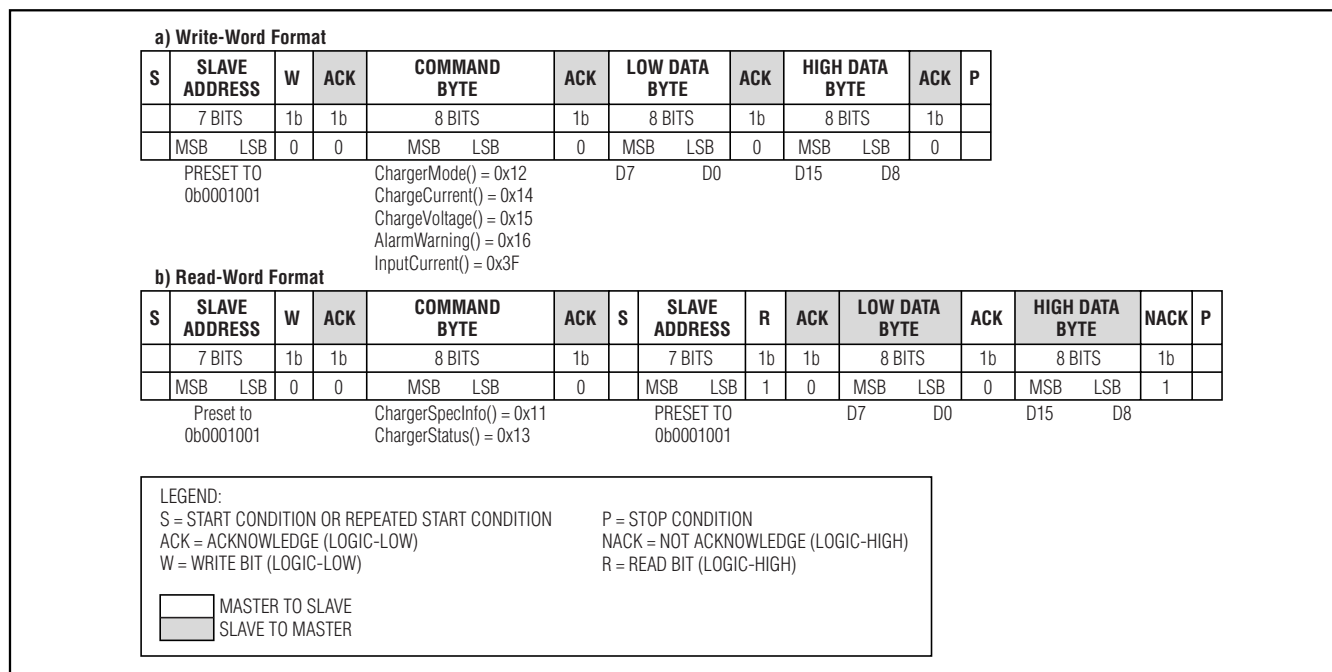 a) Write-Word Format
S SLAVE ADDRESS W ACK COMMAND BYTE ACK LOW DATA BYTE ACK HIGH DATA BYTE ACK P
7 BITS 1b 1b 8 BITS 1b 8 BITS 1b 8 BITS 1b
MSB LSB 0 0 MSB LSB 0 MSB LSB 0 MSB LSB 0
PRESET TO 0b0001001
ChargerMode() = 0x12
ChargeCurrent() = 0x14
ChargeVoltage() = 0x15
AlarmWarning() = 0x16
InputCurrent() = 0x3F
D7 D0 D15 D8
b) Read-Word Format
S SLAVE ADDRESS W ACK COMMAND BYTE ACK S SLAVE ADDRESS R ACK LOW DATA BYTE ACK HIGH DATA BYTE NACK P
7 BITS 1b 1b 8 BITS 1b 7 BITS 1b 1b 8 BITS 1b 8 BITS 1b
MSB LSB 0 0 MSB LSB 0 MSB LSB 1 0 MSB LSB 0 MSB LSB 1
Preset to 0b0001001
ChargerSpecInfo() = 0x11
ChargerStatus() = 0x13
PRESET TO 0b0001001
D7 D0 D15 D8
LEGEND:
S = START CONDITION OR REPEATED START CONDITION P = STOP CONDITION
ACK = ACKNOWLEDGE (LOGIC-LOW) NACK = NOT ACKNOWLEDGE (LOGIC-HIGH)
W = WRITE BIT (LOGIC-LOW) R = READ BIT (LOGIC-HIGH)
MASTER TO SLAVE
SLAVE TO MASTER